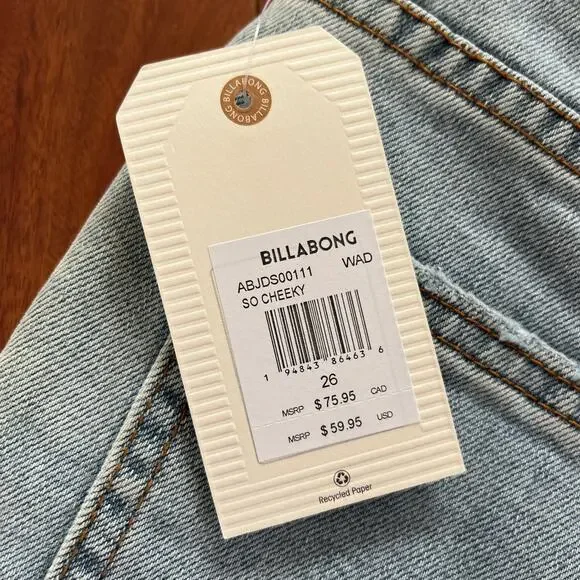 BILLABONG BILLABONG
BILLABONG
ABJDS00111 WAD
SO CHEEKY
1 94843 86463 6
26
MSRP $75.95 CAD
MSRP $59.95 USD
Recycled Paper